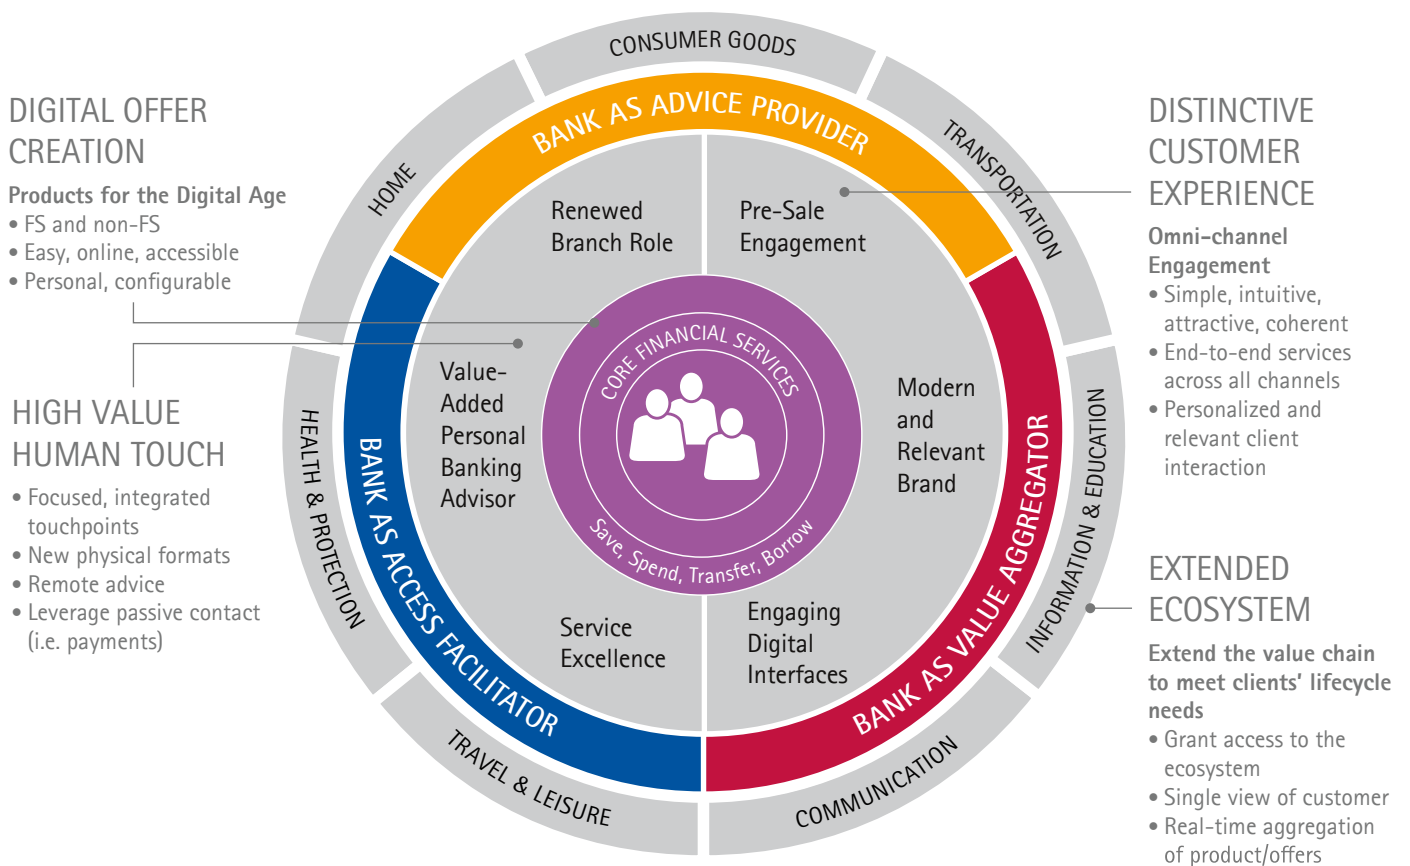 CONSUMER GOODS
TRANSPORTATION
INFORMATION & EDUCATION
COMMUNICATION
TRAVEL & LEISURE
HEALTH & PROTECTION
HOME
BANK AS ADVICE PROVIDER
BANK AS VALUE AGGREGATOR
BANK AS ACCESS FACILITATOR
DIGITAL OFFER
CREATION
Products for the Digital Age
• FS and non-FS
• Easy, online, accessible
• Personal, configurable
HIGH VALUE
HUMAN TOUCH
• Focused, integrated
touchpoints
• New physical formats
• Remote advice
• Leverage passive contact
(i.e. payments)
Renewed
Branch Role
Pre-Sale
Engagement
Value-
Added
Personal
Banking
Advisor
Modern
and
Relevant
Brand
Service
Excellence
Engaging
Digital
Interfaces
CORE FINANCIAL SERVICES
Save, Spend, Transfer, Borrow
DISTINCTIVE
CUSTOMER
EXPERIENCE
Omni-channel
Engagement
• Simple, intuitive,
attractive, coherent
• End-to-end services
across all channels
• Personalized and
relevant client
interaction
EXTENDED
ECOSYSTEM
Extend the value chain
to meet clients' lifecycle
needs
• Grant access to the
ecosystem
• Single view of customer
• Real-time aggregation
of product/offers